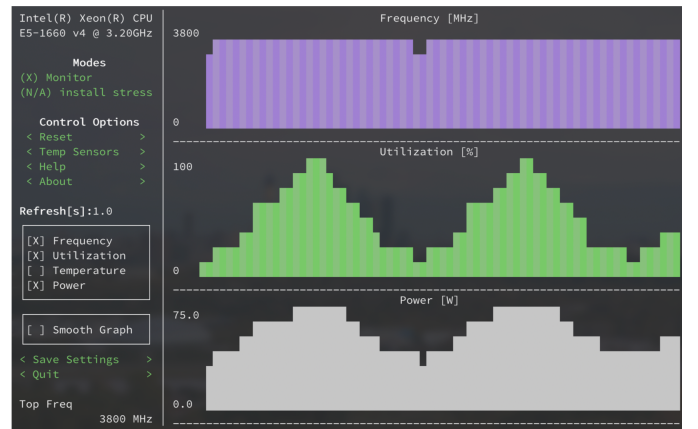 Intel(R) Xeon(R) CPU
E5-1660 v4 @ 3.20GHz
Modes
(X) Monitor
(N/A) install stress
Control Options
< Reset >
< Temp Sensors >
< Help >
< About >
Refresh[s]:1.0
[X] Frequency
[X] Utilization
[ ] Temperature
[X] Power
[ ] Smooth Graph
< Save Settings >
< Quit >
Top Freq
3800 MHz
Frequency [MHz]
3800
0
Utilization [%]
100
0
Power [W]
75.0
0.0